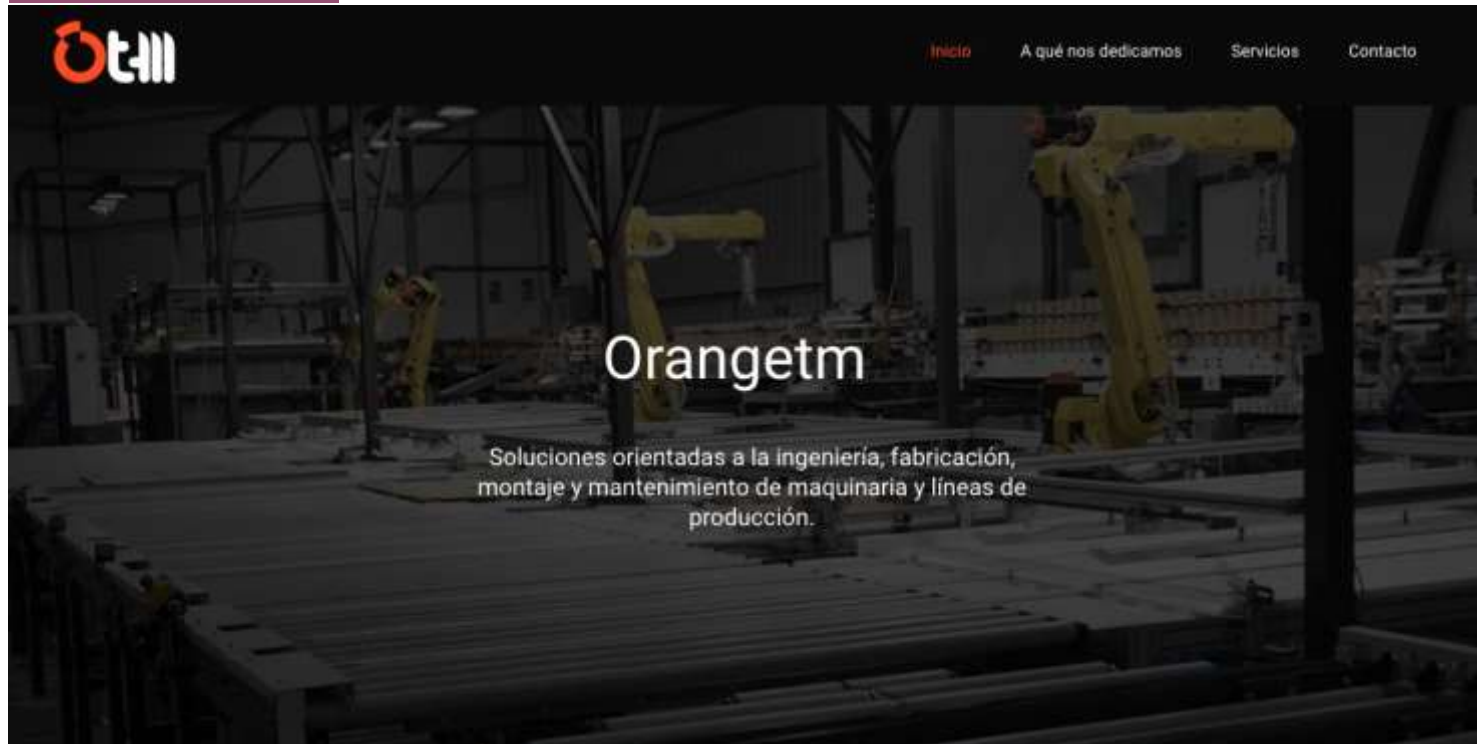 Otm
Inicio A qué nos dedicamos Servicios Contacto
Orangetm
Soluciones orientadas a la ingeniería, fabricación,
montaje y mantenimiento de maquinaria y líneas de
producción.